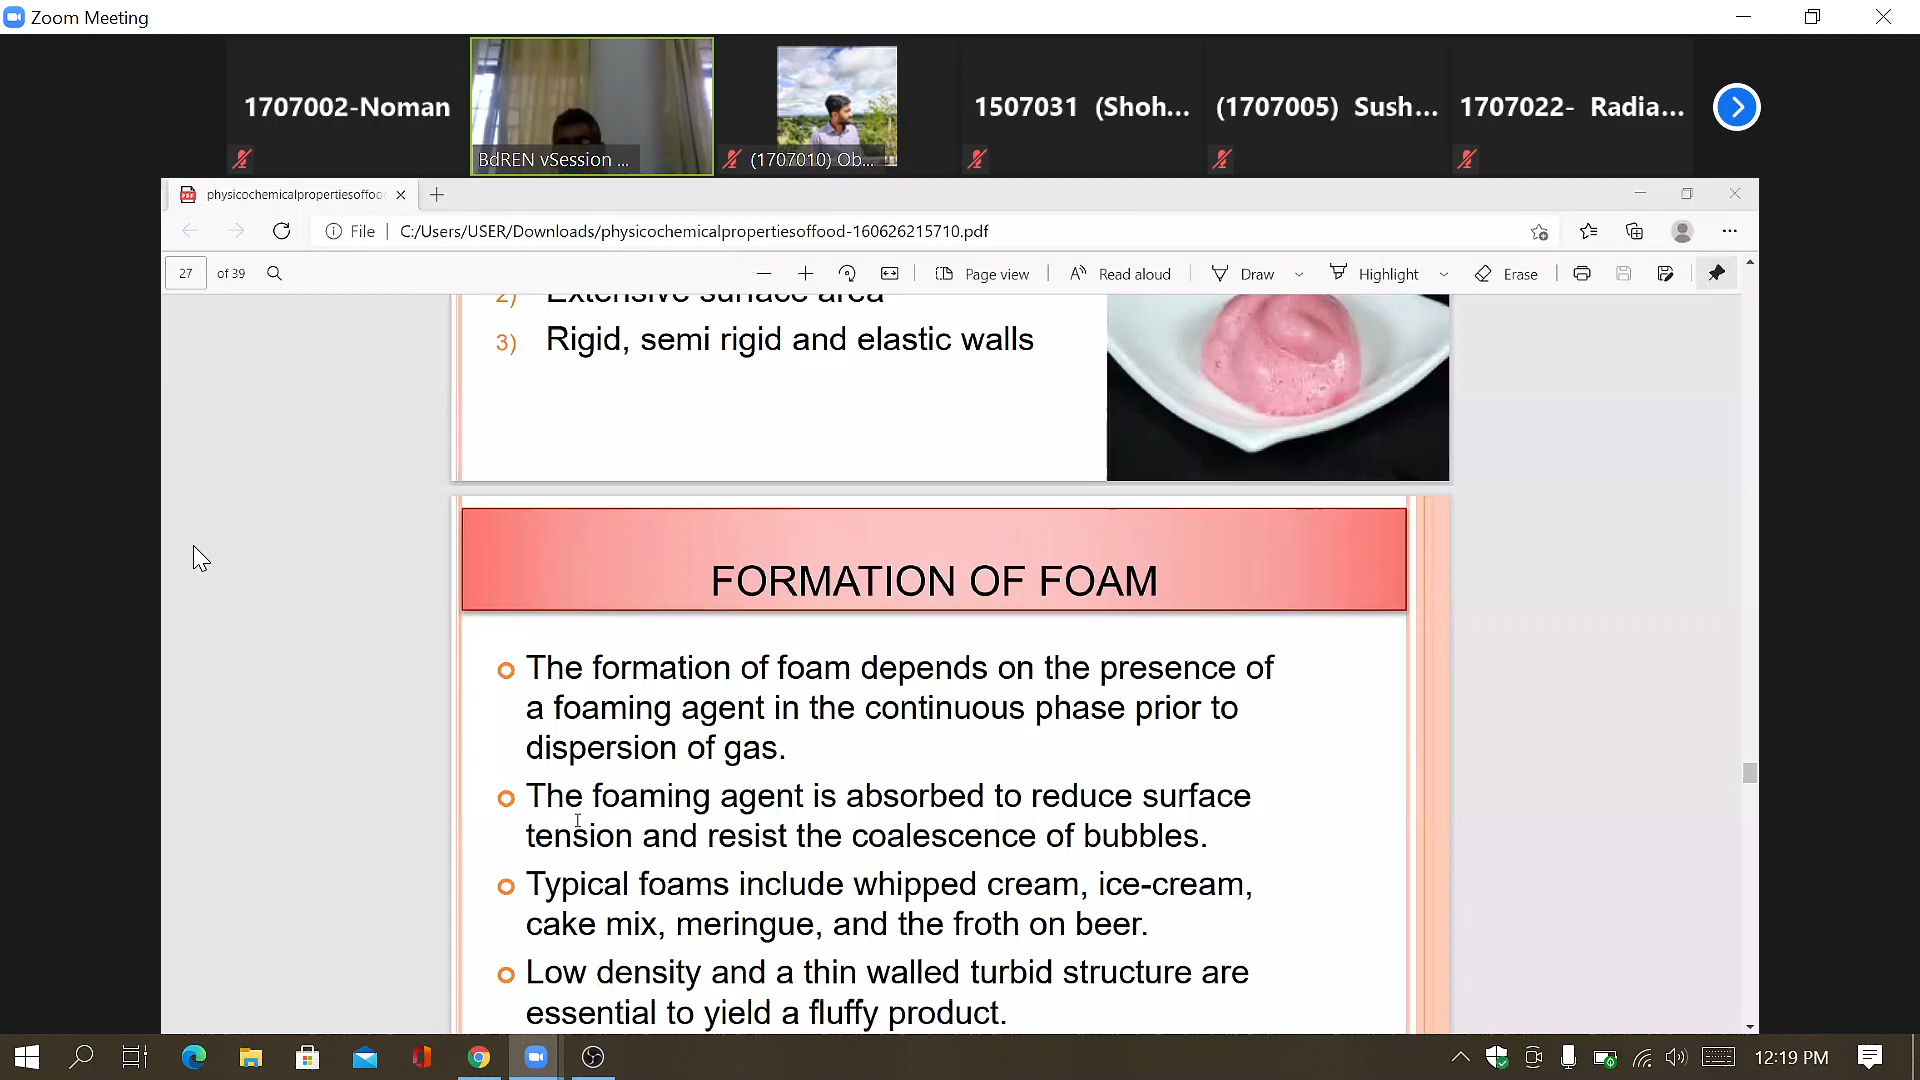 Zoom Meeting
1707002-Noman
BdREN vSession ...
(1707010) Ob...
1507031 (Shoh...
(1707005) Sush...
1707022- Radia...
physicochemicalpropertiesoffoo
File
C:/Users/USER/Downloads/physicochemicalpropertiesoffood-160626215710.pdf
27 of 39
Page view
Read aloud
Draw
Highlight
Erase
2) Extensive surface area
3) Rigid, semi rigid and elastic walls
FORMATION OF FOAM
The formation of foam depends on the presence of
a foaming agent in the continuous phase prior to
dispersion of gas.
The foaming agent is absorbed to reduce surface
tension and resist the coalescence of bubbles.
Typical foams include whipped cream, ice-cream,
cake mix, meringue, and the froth on beer.
Low density and a thin walled turbid structure are
essential to yield a fluffy product.
12:19 PM